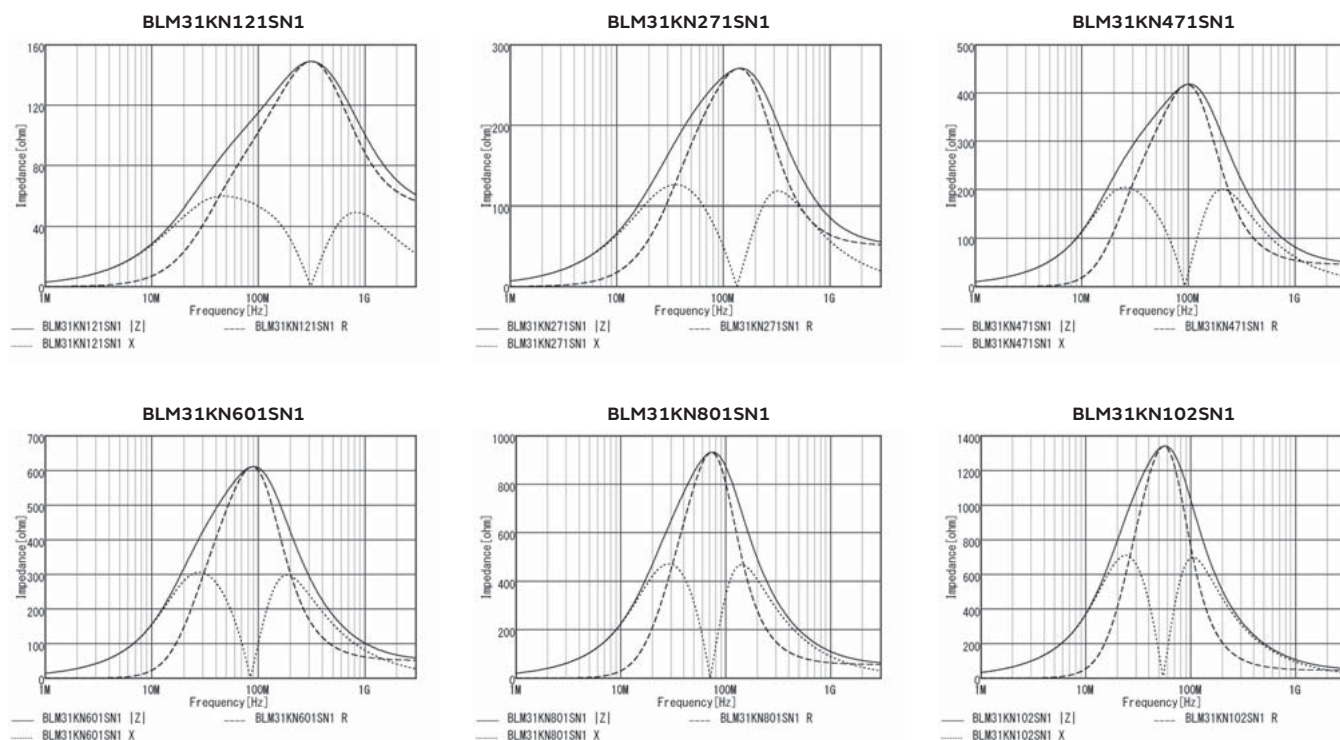 BLM31KN121SN1
160
120
80
40
0
Impedance[ohm]
1M 10M 100M 1G
Frequency[Hz]
BLM31KN121SN1 |Z| BLM31KN121SN1 R
BLM31KN121SN1 X
BLM31KN271SN1
300
200
100
0
Impedance[ohm]
1M 10M 100M 1G
Frequency[Hz]
BLM31KN271SN1 |Z| BLM31KN271SN1 R
BLM31KN271SN1 X
BLM31KN471SN1
500
400
300
200
100
0
Impedance[ohm]
1M 10M 100M 1G
Frequency[Hz]
BLM31KN471SN1 |Z| BLM31KN471SN1 R
BLM31KN471SN1 X
BLM31KN601SN1
700
600
500
400
300
200
100
0
Impedance[ohm]
1M 10M 100M 1G
Frequency[Hz]
BLM31KN601SN1 |Z| BLM31KN601SN1 R
BLM31KN601SN1 X
BLM31KN801SN1
1000
800
600
400
200
0
Impedance[ohm]
1M 10M 100M 1G
Frequency[Hz]
BLM31KN801SN1 |Z| BLM31KN801SN1 R
BLM31KN801SN1 X
BLM31KN102SN1
1400
1200
1000
800
600
400
200
0
Impedance[ohm]
1M 10M 100M 1G
Frequency[Hz]
BLM31KN102SN1 |Z| BLM31KN102SN1 R
BLM31KN102SN1 X